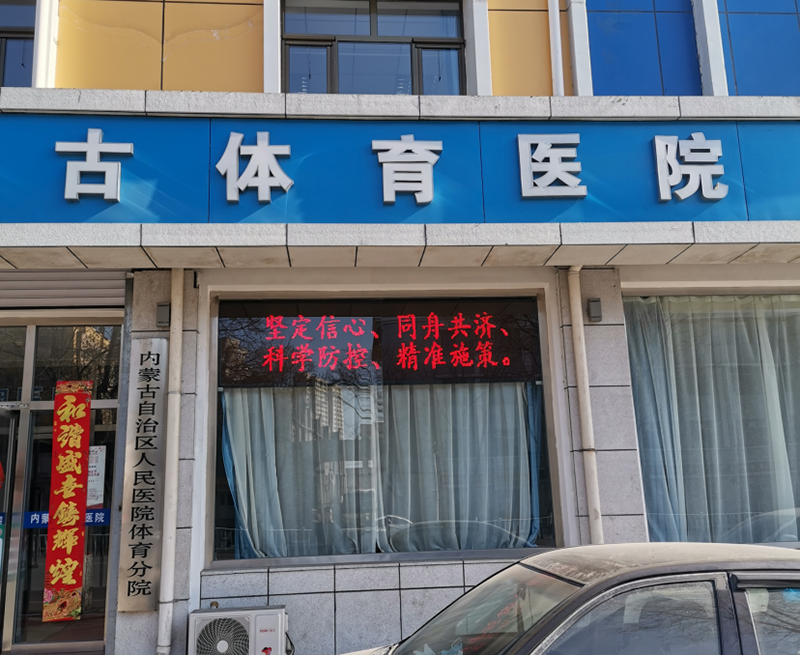 古体育医院
坚定信心、同舟共济、
科学防控、精准施策。
内蒙古自治区人民医院体育分院
和谐盛世铸辉煌
内蒙
医院